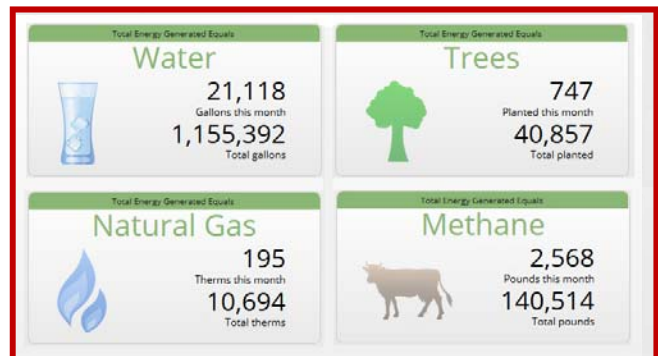 Total Energy Generated Equals
Water
21,118
Gallons this month
1,155,392
Total gallons
Total Energy Generated Equals
Trees
747
Planted this month
40,857
Total planted
Total Energy Generated Equals
Natural Gas
195
Therms this month
10,694
Total therms
Total Energy Generated Equals
Methane
2,568
Pounds this month
140,514
Total pounds